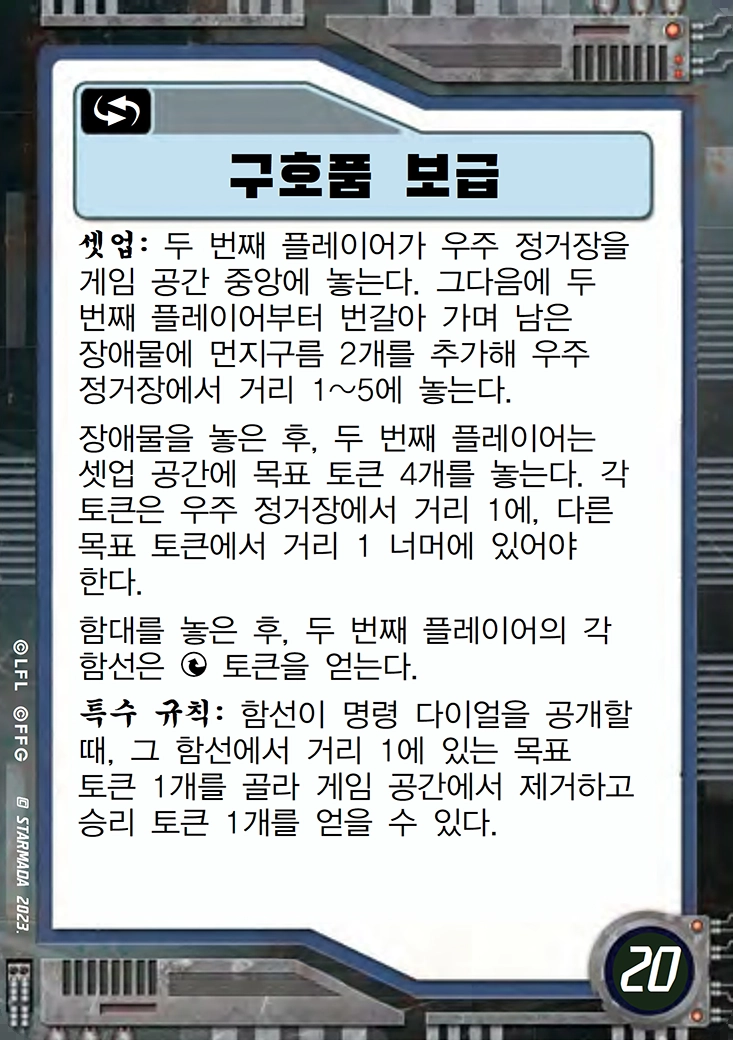 구호품 보급
셋업: 두 번째 플레이어가 우주 정거장을
게임 공간 중앙에 놓는다. 그다음에 두
번째 플레이어부터 번갈아 가며 남은
장애물에 먼지구름 2개를 추가해 우주
정거장에서 거리 1~5에 놓는다.
장애물을 놓은 후, 두 번째 플레이어는
셋업 공간에 목표 토큰 4개를 놓는다. 각
토큰은 우주 정거장에서 거리 1에, 다른
목표 토큰에서 거리 1 너머에 있어야
한다.
함대를 놓은 후, 두 번째 플레이어의 각
함선은 토큰을 얻는다.
특수 규칙: 함선이 명령 다이얼을 공개할
때, 그 함선에서 거리 1에 있는 목표
토큰 1개를 골라 게임 공간에서 제거하고
승리 토큰 1개를 얻을 수 있다.
20
©LFL ©FFG © STARMADA 2023.